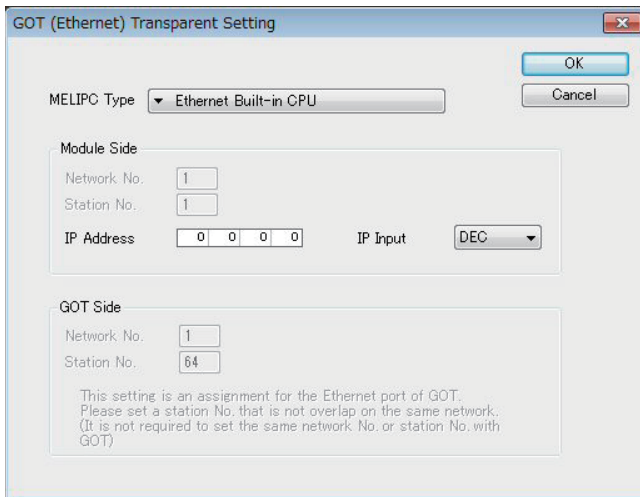 GOT (Ethernet) Transparent Setting
OK
MELIPC Type
Ethernet Built-in CPU
Cancel
Module Side
Network No.
1
Station No.
1
IP Address
0 0 0 0
IP Input
DEC
GOT Side
Network No.
1
Station No.
64
This setting is an assignment for the Ethernet port of GOT.
Please set a station No. that is not overlap on the same network.
(It is not required to set the same network No. or station No. with
GOT)